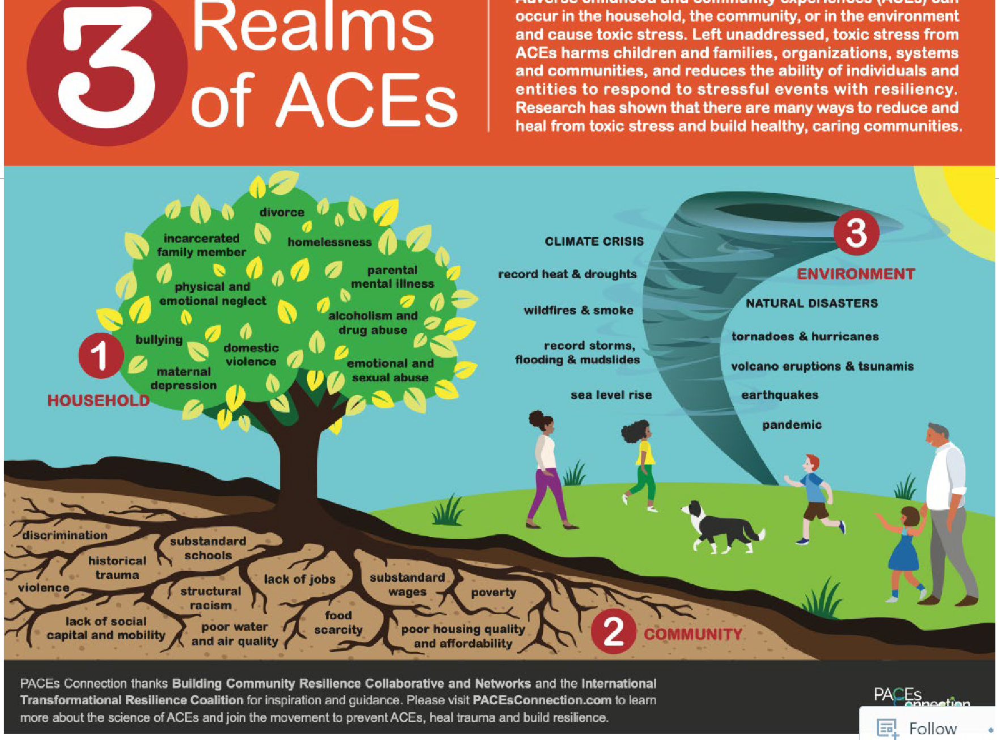 3
Realms
of ACEs
Adverse childhood and community experiences (ACEs) can
occur in the household, the community, or in the environment
and cause toxic stress. Left unaddressed, toxic stress from
ACEs harms children and families, organizations, systems
and communities, and reduces the ability of individuals and
entities to respond to stressful events with resiliency.
Research has shown that there are many ways to reduce and
heal from toxic stress and build healthy, caring communities.
divorce
incarcerated
family member
homelessness
parental
mental illness
physical and
emotional neglect
alcoholism and
drug abuse
bullying
domestic
violence
emotional and
sexual abuse
maternal
depression
1
HOUSEHOLD
CLIMATE CRISIS
record heat & droughts
wildfires & smoke
record storms,
flooding & mudslides
sea level rise
3
ENVIRONMENT
NATURAL DISASTERS
tornadoes & hurricanes
volcano eruptions & tsunamis
earthquakes
pandemic
discrimination
substandard
schools
historical
trauma
violence
structural
racism
lack of jobs
substandard
wages
poverty
lack of social
capital and mobility
poor water
and air quality
food
scarcity
poor housing quality
and affordability
2
COMMUNITY
PACEs Connection thanks Building Community Resilience Collaborative and Networks and the International
Transformational Resilience Coalition for inspiration and guidance. Please visit PACEsConnection.com to learn
more about the science of ACEs and join the movement to prevent ACEs, heal trauma and build resilience.
PACEs
Connection
Follow